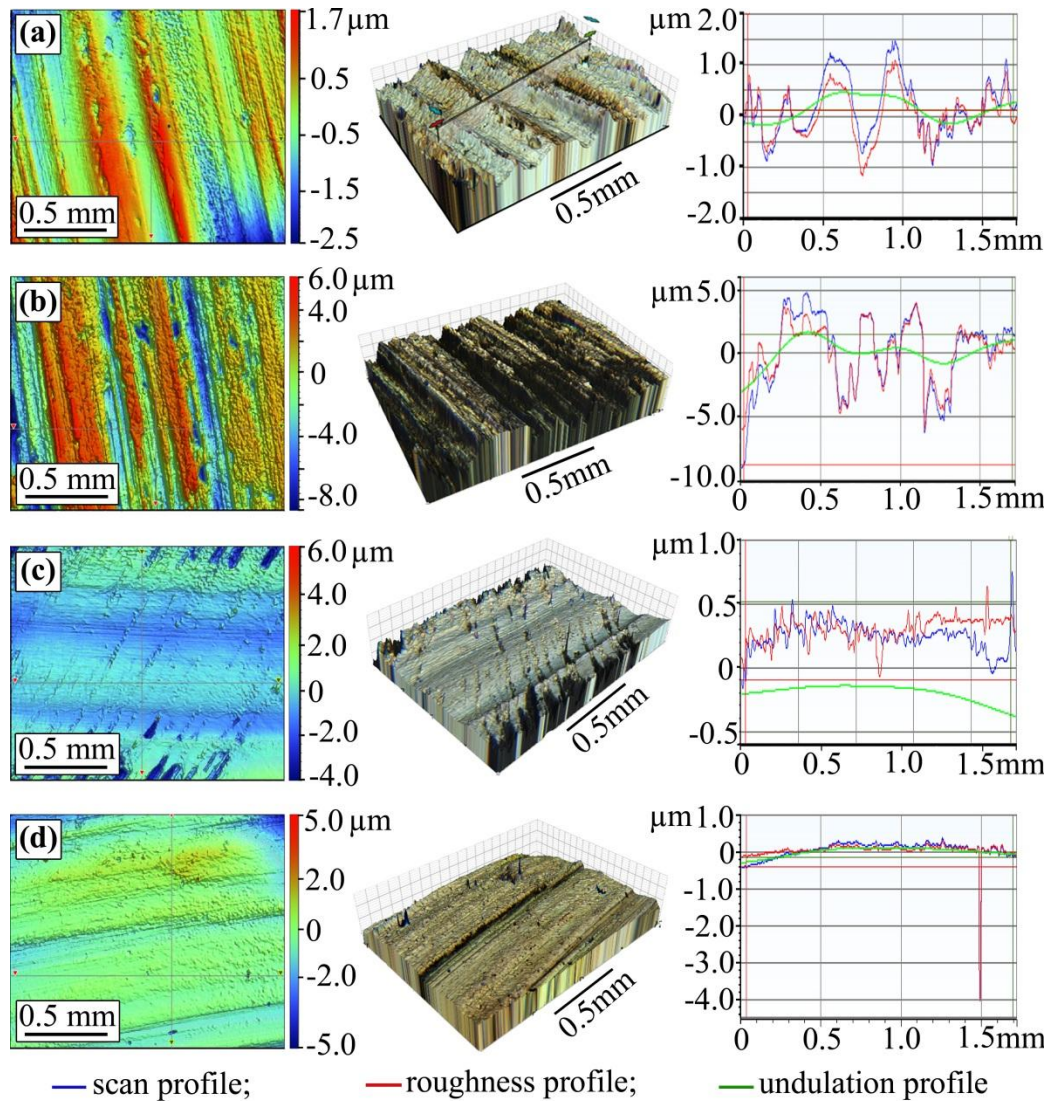 (a)
1.7 µm
0.5
-0.5
-1.5
-2.5
0.5 mm
0.5mm
µm 2.0
1.0
0
-1.0
-2.0
0 0.5 1.0 1.5mm
(b)
6.0 µm
4.0
0
-4.0
-8.0
0.5 mm
0.5mm
µm 5.0
0
-5.0
-10.0
0 0.5 1.0 1.5mm
(c)
6.0 µm
4.0
2.0
0
-2.0
-4.0
0.5 mm
0.5mm
µm 1.0
0.5
0
-0.5
0 0.5 1.0 1.5mm
(d)
5.0 µm
2.0
0
-2.0
-5.0
0.5 mm
0.5mm
µm 1.0
0
-1.0
-2.0
-3.0
-4.0
0 0.5 1.0 1.5mm
scan profile; roughness profile; undulation profile